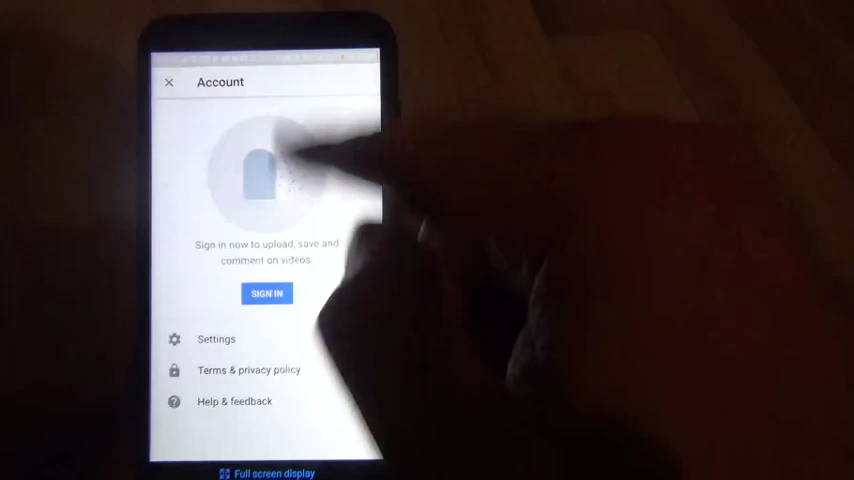 Account
Sign in now to upload, save and
comment on videos.
SIGN IN
Settings
Terms & privacy policy
Help & feedback
Full screen display